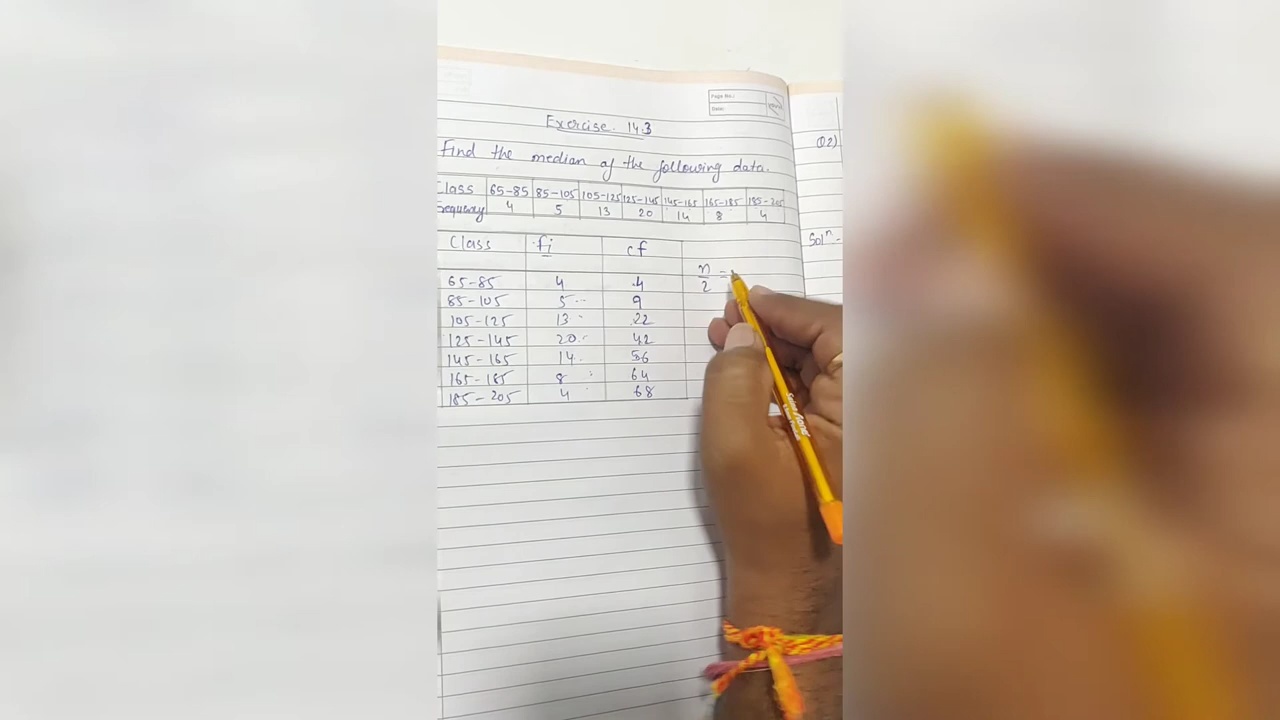 Page No.:
Date:
Exercise. 14.3
Find the median of the following data.
Class 65-85 85-105 105-125 125-145 145-165 165-185 185-205
Frequency 4 5 13 20 14 8 4
Class fi cf
65-85 4 4
85-105 5 9
105-125 13 22
125-145 20 42
145-165 14 56
165-185 8 64
185-205 4 68
n/2 =
Q2)
Solⁿ -